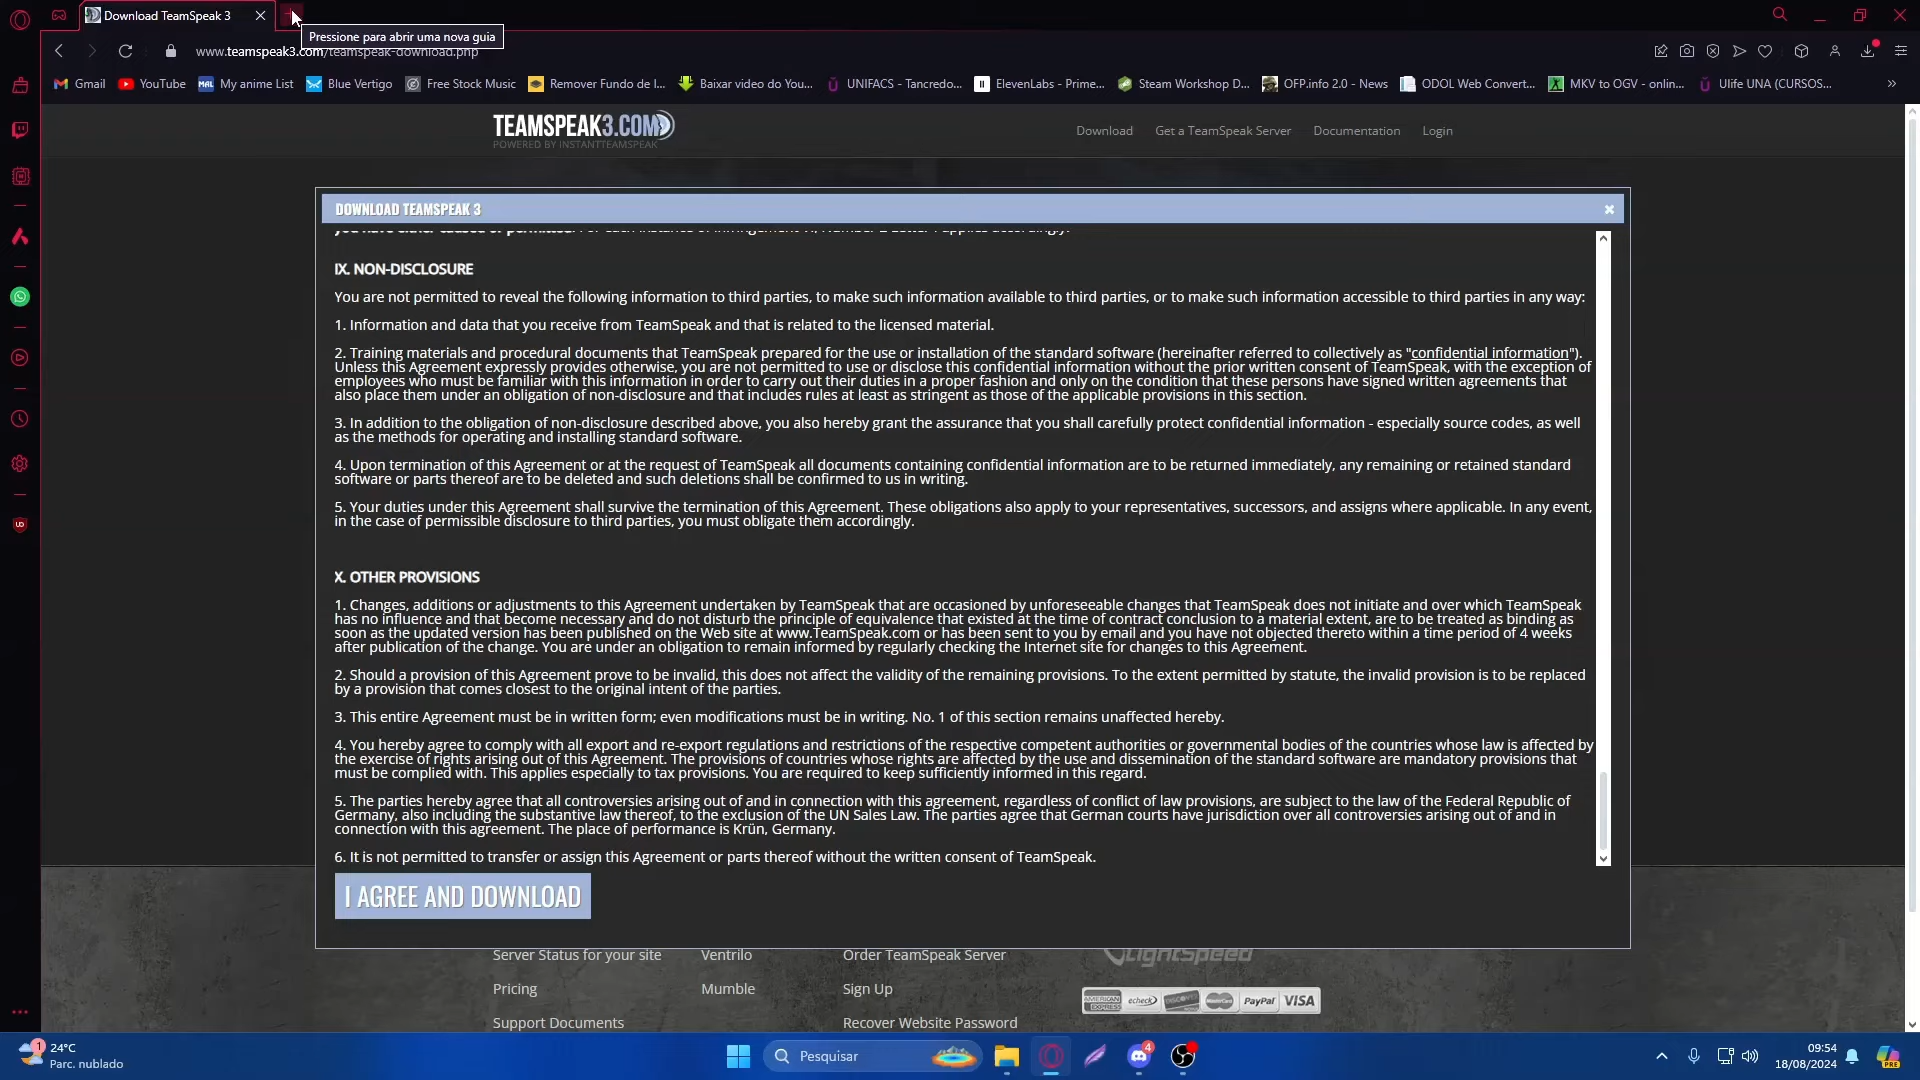 Download TeamSpeak 3
Pressione para abrir uma nova guia
www.teamspeak3.com/teamspeak-download.php
Gmail YouTube My anime List Blue Vertigo Free Stock Music Remover Fundo de I... Baixar video do You... UNIFACS - Tancredo... ElevenLabs - Prime... Steam Workshop D... OFP.info 2.0 - News ODOL Web Convert... MKV to OGV - onlin... Ulife UNA (CURSOS... »
TEAMSPEAK3.COM
POWERED BY INSTANTTEAMSPEAK
Download Get a TeamSpeak Server Documentation Login
DOWNLOAD TEAMSPEAK 3
IX. NON-DISCLOSURE
You are not permitted to reveal the following information to third parties, to make such information available to third parties, or to make such information accessible to third parties in any way:
1. Information and data that you receive from TeamSpeak and that is related to the licensed material.
2. Training materials and procedural documents that TeamSpeak prepared for the use or installation of the standard software (hereinafter referred to collectively as "confidential information").
Unless this Agreement expressly provides otherwise, you are not permitted to use or disclose this confidential information without the prior written consent of TeamSpeak, with the exception of
employees who must be familiar with this information in order to carry out their duties in a proper fashion and only on the condition that these persons have signed written agreements that
also place them under an obligation of non-disclosure and that includes rules at least as stringent as those of the applicable provisions in this section.
3. In addition to the obligation of non-disclosure described above, you also hereby grant the assurance that you shall carefully protect confidential information - especially source codes, as well
as the methods for operating and installing standard software.
4. Upon termination of this Agreement or at the request of TeamSpeak all documents containing confidential information are to be returned immediately, any remaining or retained standard
software or parts thereof are to be deleted and such deletions shall be confirmed to us in writing.
5. Your duties under this Agreement shall survive the termination of this Agreement. These obligations also apply to your representatives, successors, and assigns where applicable. In any event,
in the case of permissible disclosure to third parties, you must obligate them accordingly.
X. OTHER PROVISIONS
1. Changes, additions or adjustments to this Agreement undertaken by TeamSpeak that are occasioned by unforeseeable changes that TeamSpeak does not initiate and over which TeamSpeak
has no influence and that become necessary and do not disturb the principle of equivalence that existed at the time of contract conclusion to a material extent, are to be treated as binding as
soon as the updated version has been published on the Web site at www.TeamSpeak.com or has been sent to you by email and you have not objected thereto within a time period of 4 weeks
after publication of the change. You are under an obligation to remain informed by regularly checking the Internet site for changes to this Agreement.
2. Should a provision of this Agreement prove to be invalid, this does not affect the validity of the remaining provisions. To the extent permitted by statute, the invalid provision is to be replaced
by a provision that comes closest to the original intent of the parties.
3. This entire Agreement must be in written form; even modifications must be in writing. No. 1 of this section remains unaffected hereby.
4. You hereby agree to comply with all export and re-export regulations and restrictions of the respective competent authorities or governmental bodies of the countries whose law is affected by
the exercise of rights arising out of this Agreement. The provisions of countries whose rights are affected by the use and dissemination of the standard software are mandatory provisions that
must be complied with. This applies especially to tax provisions. You are required to keep sufficiently informed in this regard.
5. The parties hereby agree that all controversies arising out of and in connection with this agreement, regardless of conflict of law provisions, are subject to the law of the Federal Republic of
Germany, also including the substantive law thereof, to the exclusion of the UN Sales Law. The parties agree that German courts have jurisdiction over all controversies arising out of and in
connection with this agreement. The place of performance is Krün, Germany.
6. It is not permitted to transfer or assign this Agreement or parts thereof without the written consent of TeamSpeak.
I AGREE AND DOWNLOAD
Server Status for your site Ventrilo Order TeamSpeak Server LightSpeed
Pricing Mumble Sign Up
AMERICAN EXPRESS echeck DISCOVER MasterCard PayPal VISA
Support Documents Recover Website Password
1 24°C
Parc. nublado
Pesquisar
4
09:54
18/08/2024
PRE